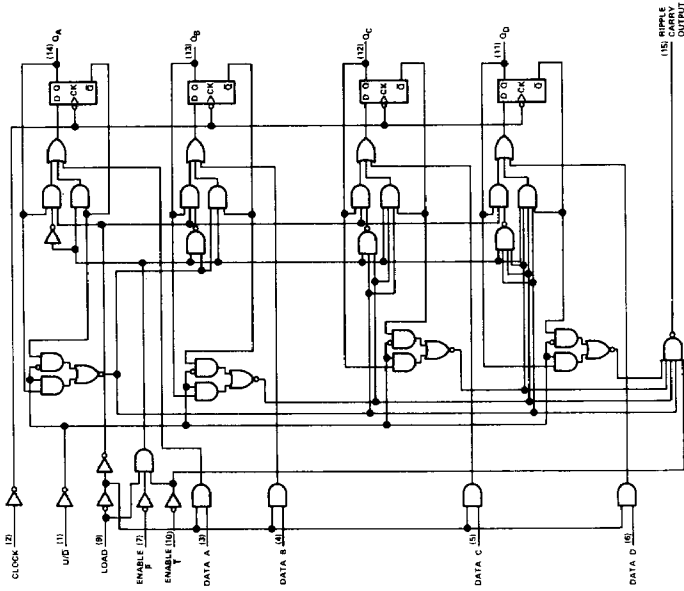 (14) QA
D Q
CK
Q̅
(13) QB
D Q
CK
Q̅
(12) QC
D Q
CK
Q̅
(11) QD
D Q
CK
Q̅
(15) RIPPLE
CARRY
OUTPUT
CLOCK (2)
U/D̅ (1)
LOAD (9)
ENABLE (7)
P̅
ENABLE (10)
T̅
DATA A (3)
DATA B (4)
DATA C (5)
DATA D (6)